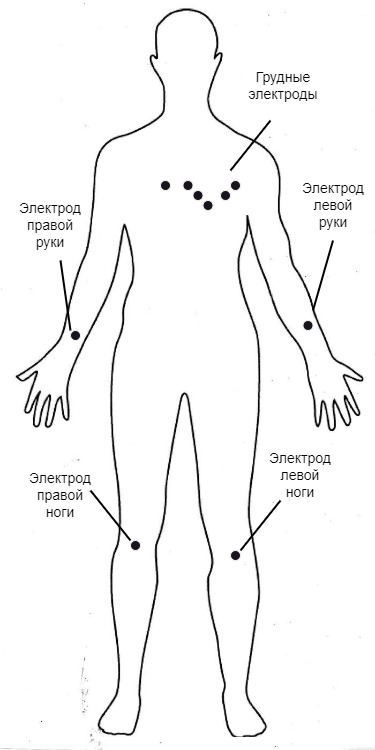 Грудные
электроды
Электрод
левой
руки
Электрод
правой
руки
Электрод
левой
ноги
Электрод
правой
ноги